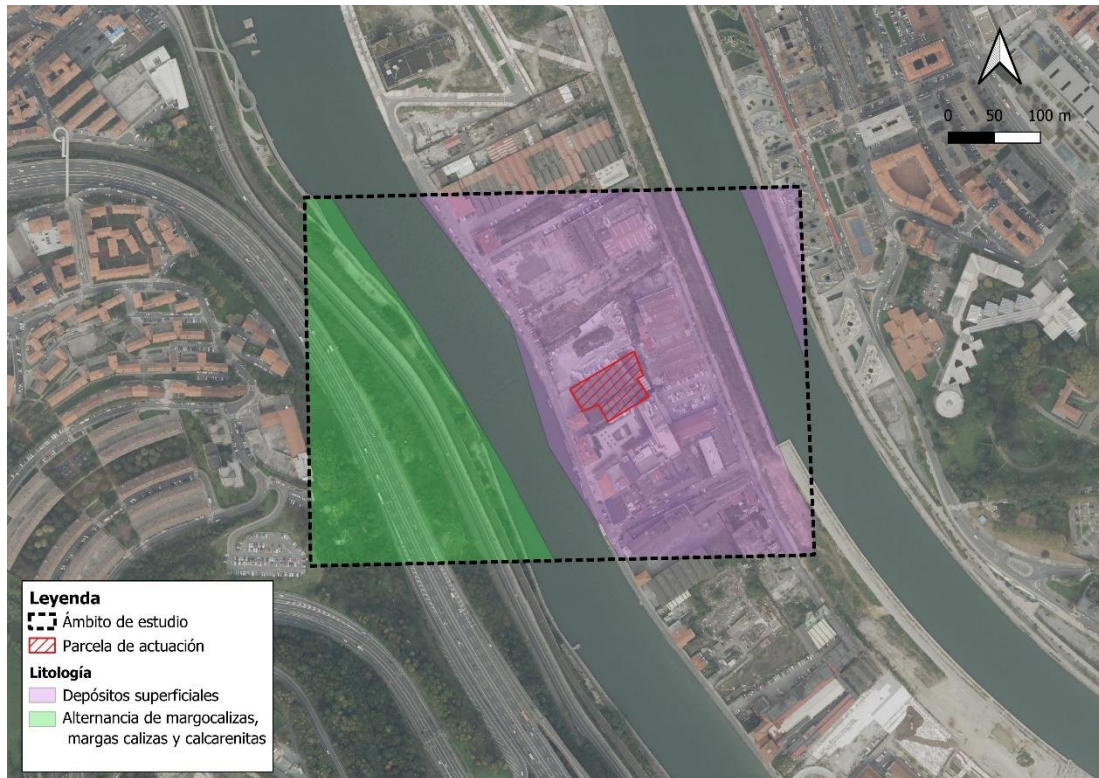 0 50 100 m
Leyenda
Ámbito de estudio
Parcela de actuación
Litología
Depósitos superficiales
Alternancia de margocalizas,
margas calizas y calcarenitas